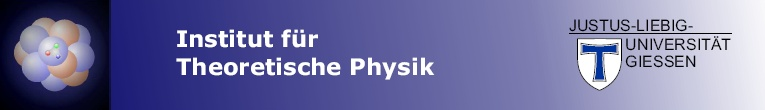 Institut für
Theoretische Physik
JUSTUS-LIEBIG-
UNIVERSITÄT
GIESSEN